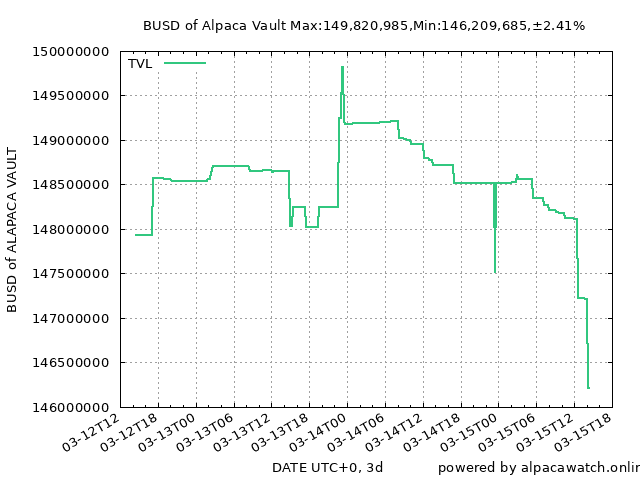 BUSD of Alpaca Vault Max:149,820,985,Min:146,209,685,±2.41%
TVL
150000000
149500000
149000000
148500000
148000000
147500000
147000000
146500000
146000000
BUSD of ALAPACA VAULT
03-12T12
03-12T18
03-13T00
03-13T06
03-13T12
03-13T18
03-14T00
03-14T06
03-14T12
03-14T18
03-15T00
03-15T06
03-15T12
03-15T18
DATE UTC+0, 3d
powered by alpacawatch.onlin